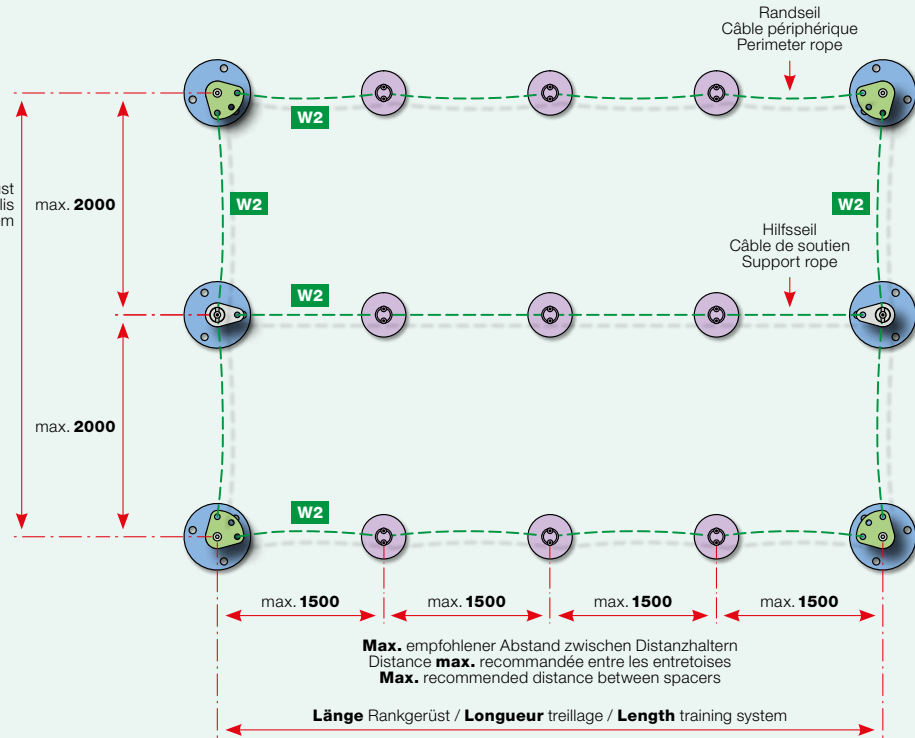 Randseil
Câble périphérique
Perimeter rope
W2
max. 2000
W2
W2
Hilfsseil
Câble de soutien
Support rope
W2
max. 2000
W2
max. 1500
max. 1500
max. 1500
max. 1500
Max. empfohlener Abstand zwischen Distanzhaltern
Distance max. recommandée entre les entretoises
Max. recommended distance between spacers
Länge Rankgerüst / Longueur treillage / Length training system